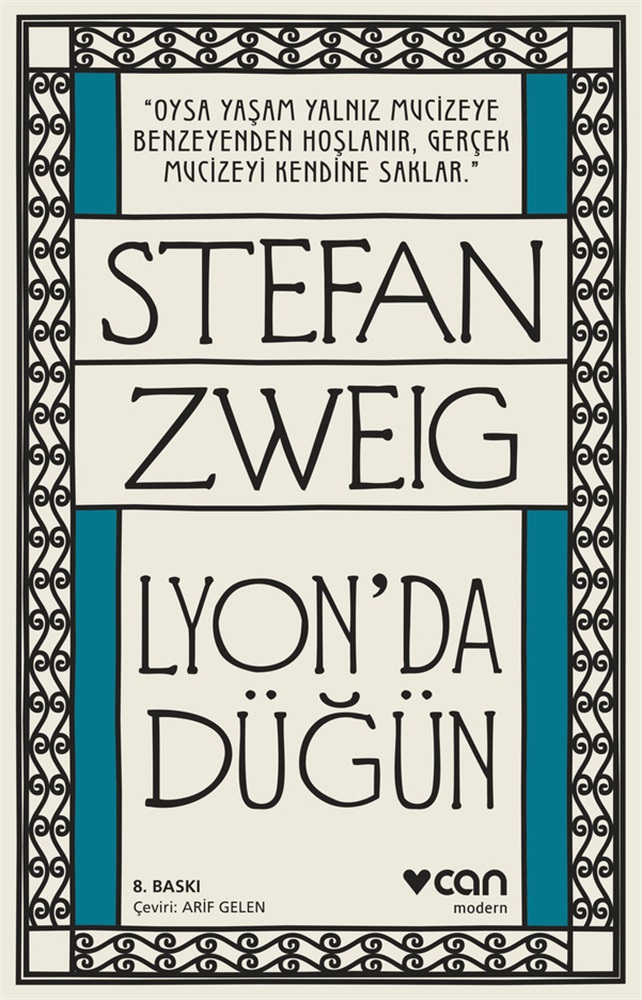 “OYSA YAŞAM YALNIZ MUCİZEYE
BENZEYENDEN HOŞLANIR, GERÇEK
MUCİZEYİ KENDİNE SAKLAR.”
STEFAN
ZWEIG
LYON’DA
DÜĞÜN
8. BASKI
Çeviri: ARİF GELEN
can
modern